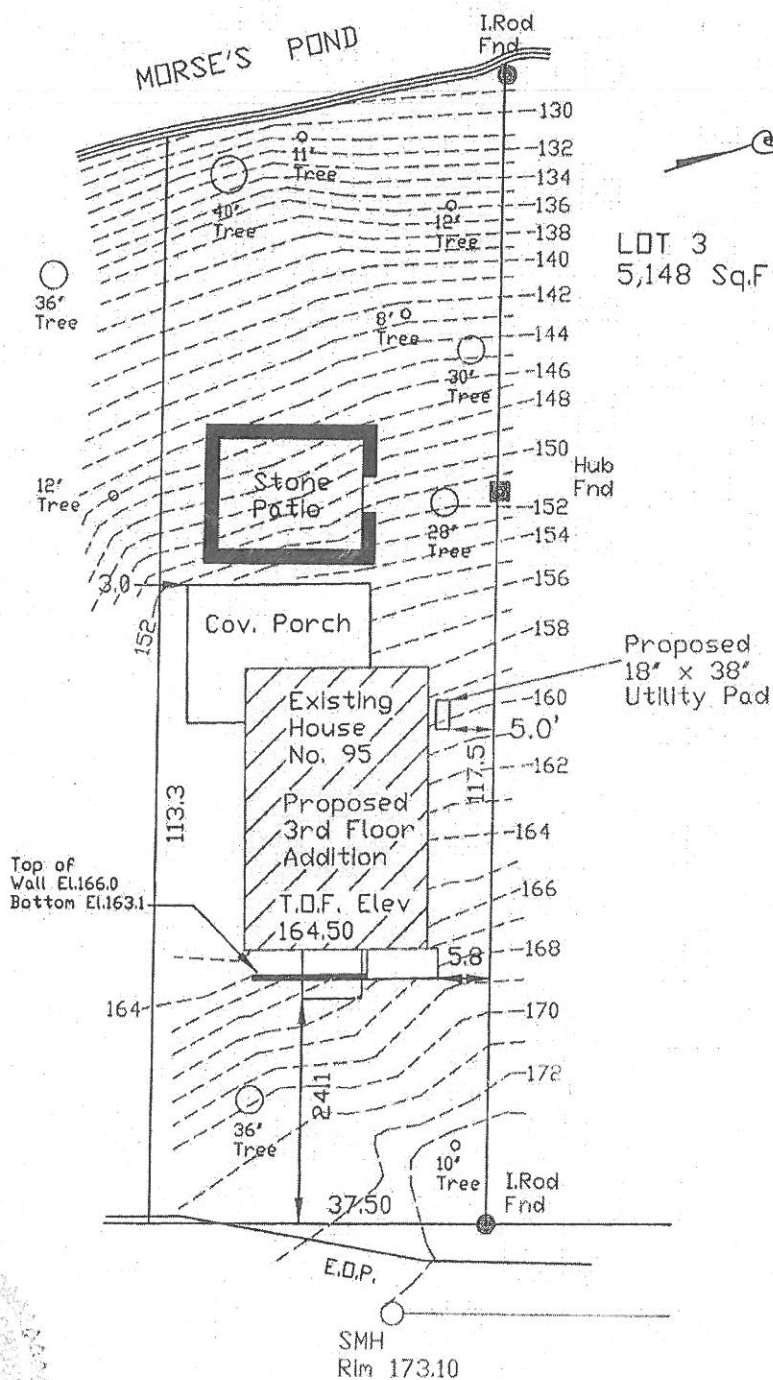 MORSE'S POND
I.Rod
Fnd
130
132
134
136
138
140
142
144
146
148
150
152
154
156
158
160
162
164
166
168
170
172
11"
Tree
40"
Tree
12"
Tree
LOT 3
5,148 Sq.F
36"
Tree
8"
Tree
30"
Tree
Stone
Patio
12"
Tree
28"
Tree
Hub
Fnd
3.0
152
Cov. Porch
Proposed
18" x 38"
Utility Pad
5.0'
117.5
Existing
House
No. 95
Proposed
3rd Floor
Addition
T.O.F. Elev
164.50
113.3
Top of
Wall El.166.0
Bottom El.163.1
5.8
164
24.1
36"
Tree
10"
Tree
I.Rod
Fnd
37.50
E.O.P.
SMH
Rim 173.10